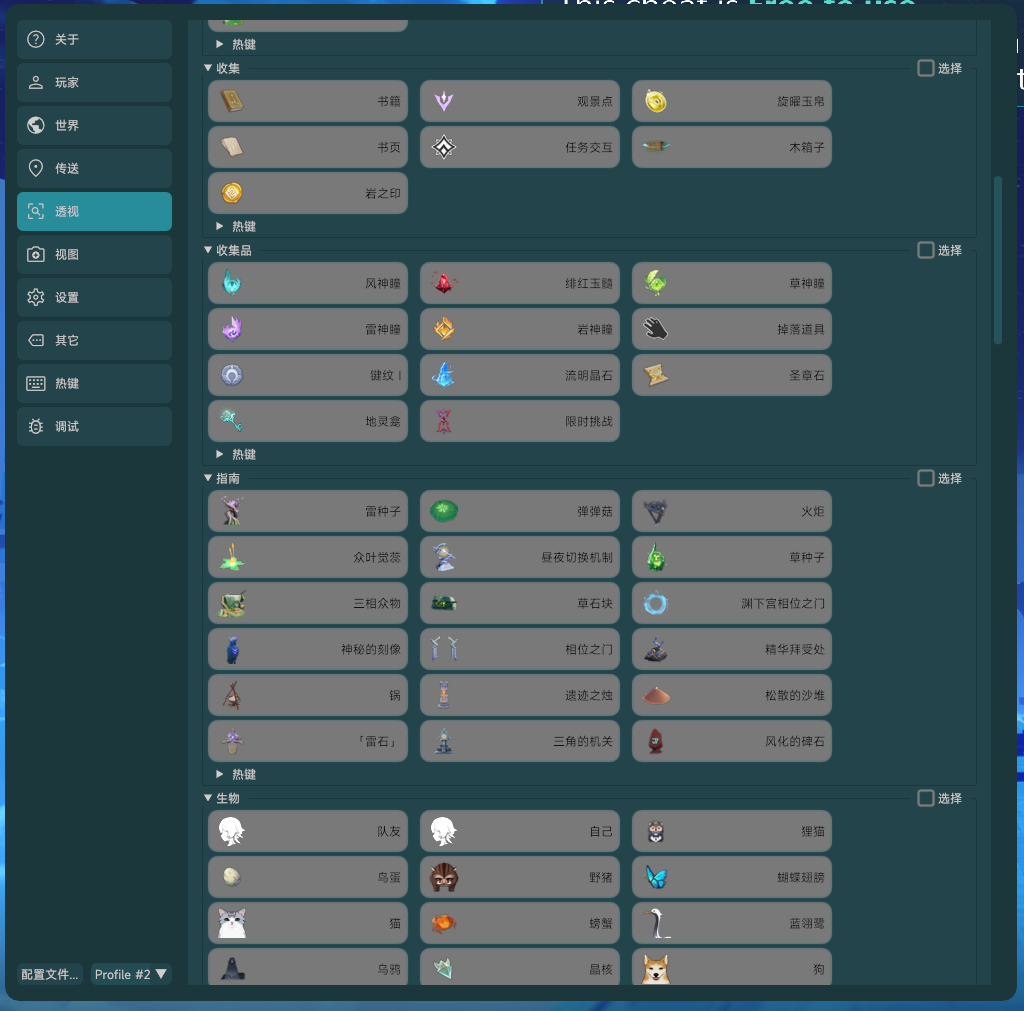 This cheat is Free to use
关于
玩家
世界
传送
透视
视图
设置
其它
热键
调试
配置文件...
Profile #2
热键
收集
选择
书籍
观景点
旋曜玉帛
书页
任务交互
木箱子
岩之印
热键
收集品
选择
风神瞳
绯红玉髓
草神瞳
雷神瞳
岩神瞳
掉落道具
键纹 I
流明晶石
圣章石
地灵龛
限时挑战
热键
指南
选择
雷种子
弹弹菇
火炬
众叶觉蕊
昼夜切换机制
草种子
三相众物
草石块
渊下宫相位之门
神秘的刻像
相位之门
精华拜受处
锅
遗迹之烛
松散的沙堆
「雷石」
三角的机关
风化的碑石
热键
生物
选择
队友
自己
狸猫
鸟蛋
野猪
蝴蝶翅膀
猫
螃蟹
蓝翎鹭
乌鸦
晶核
狗